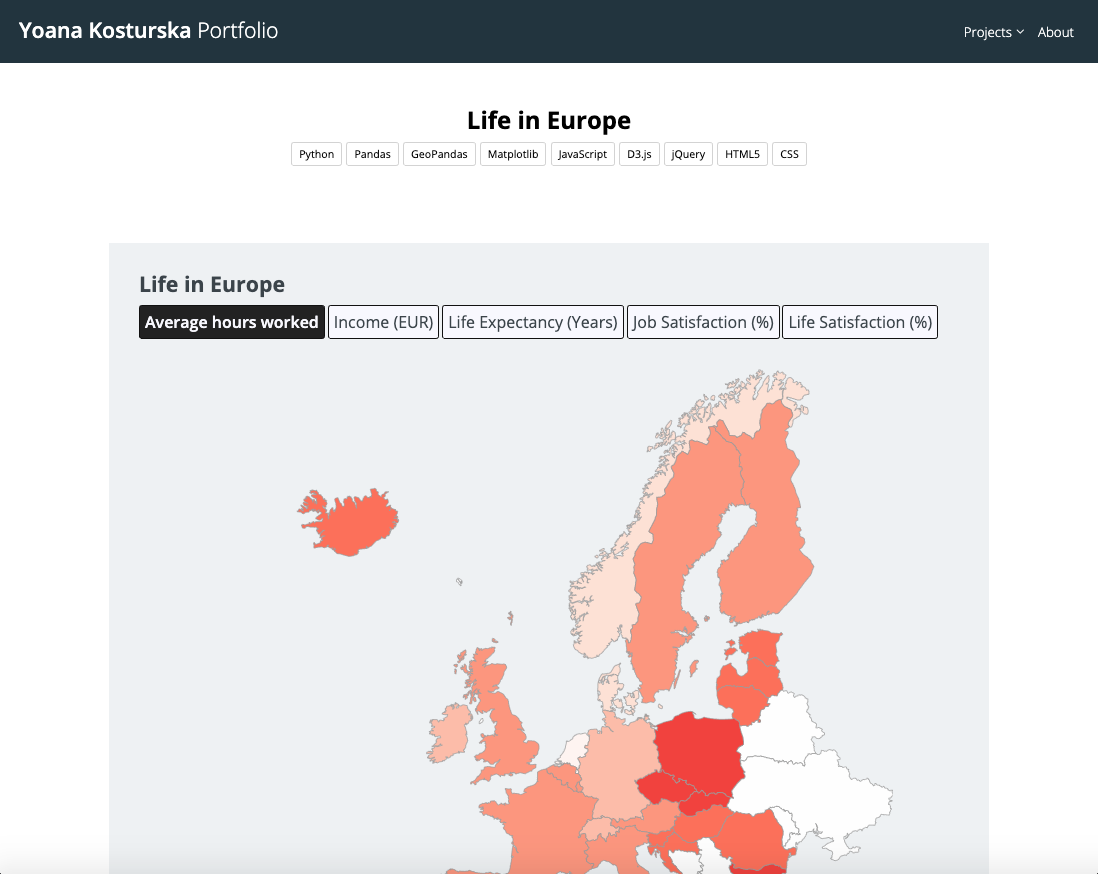 Yoana Kosturska Portfolio
Projects About
Life in Europe
Python Pandas GeoPandas Matplotlib JavaScript D3.js jQuery HTML5 CSS
Life in Europe
Average hours worked Income (EUR) Life Expectancy (Years) Job Satisfaction (%) Life Satisfaction (%)